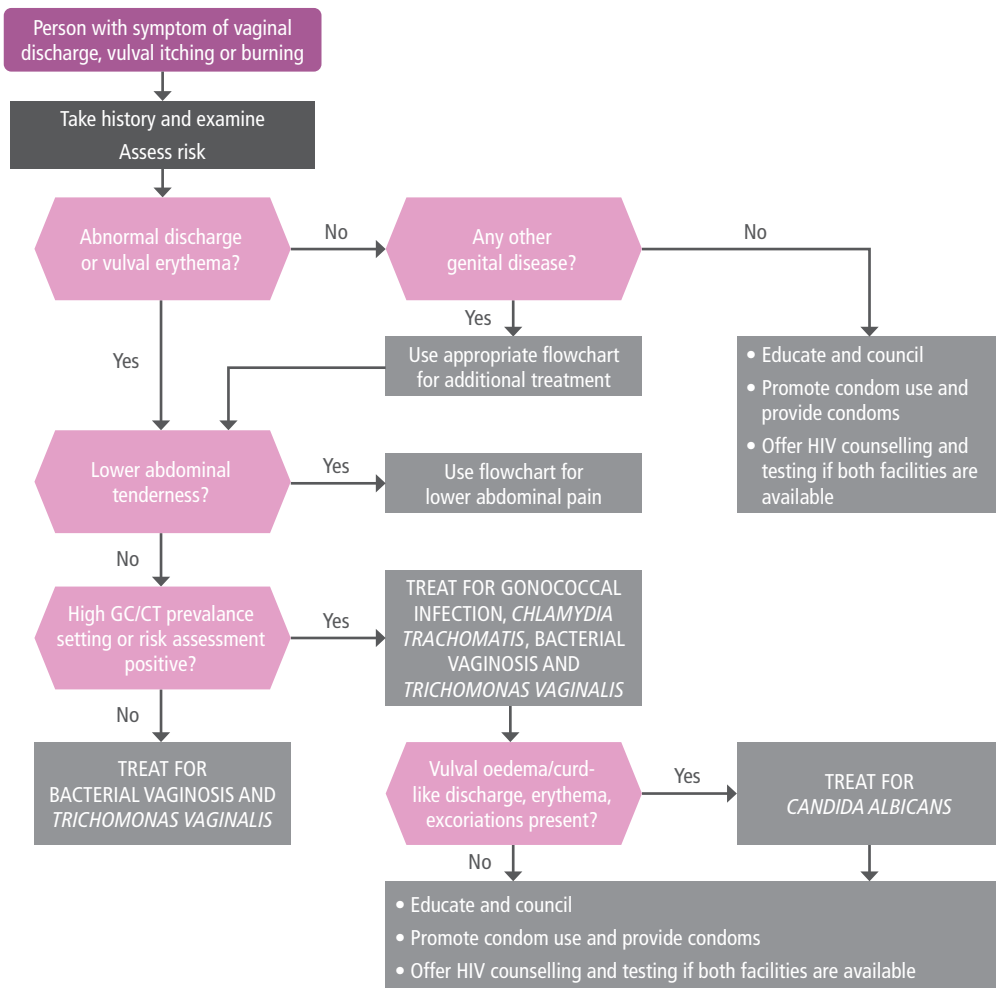 Person with symptom of vaginal
discharge, vulval itching or burning
Take history and examine
Assess risk
Abnormal discharge
or vulval erythema?
No
Any other
genital disease?
No
Yes
Yes
Use appropriate flowchart
for additional treatment
• Educate and council
• Promote condom use and
provide condoms
• Offer HIV counselling and
testing if both facilities are
available
Lower abdominal
tenderness?
Yes
Use flowchart for
lower abdominal pain
No
High GC/CT prevalance
setting or risk assessment
positive?
Yes
TREAT FOR GONOCOCCAL
INFECTION, CHLAMYDIA
TRACHOMATIS, BACTERIAL
VAGINOSIS AND
TRICHOMONAS VAGINALIS
No
TREAT FOR
BACTERIAL VAGINOSIS AND
TRICHOMONAS VAGINALIS
Vulval oedema/curd-
like discharge, erythema,
excoriations present?
Yes
TREAT FOR
CANDIDA ALBICANS
No
• Educate and council
• Promote condom use and provide condoms
• Offer HIV counselling and testing if both facilities are available